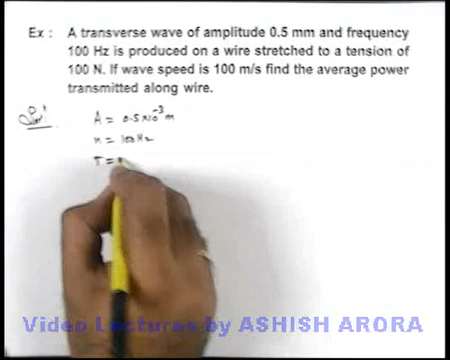 Ex : A transverse wave of amplitude 0.5 mm and frequency
100 Hz is produced on a wire stretched to a tension of
100 N. If wave speed is 100 m/s find the average power
transmitted along wire.
Sol!
A = 0.5×10⁻³ m
n = 100 Hz
T =
Video Lectures by ASHISH ARORA